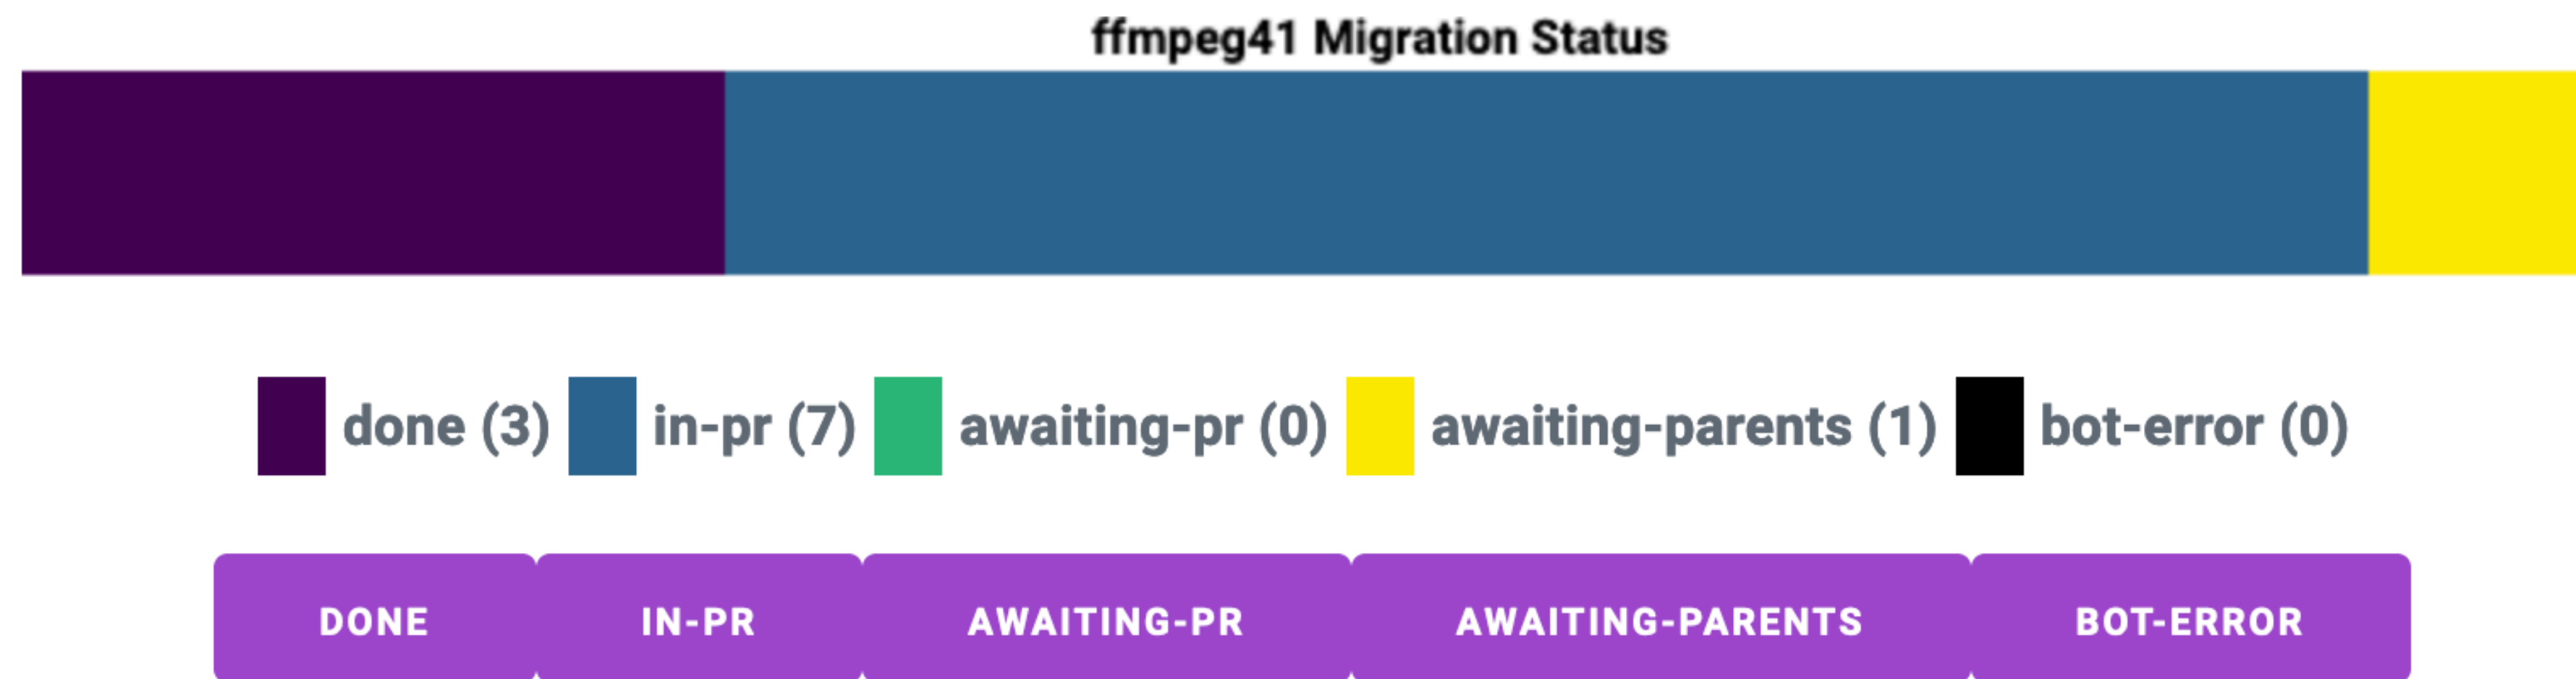 ffmpeg41 Migration Status
done (3) in-pr (7) awaiting-pr (0) awaiting-parents (1) bot-error (0)
DONE IN-PR AWAITING-PR AWAITING-PARENTS BOT-ERROR